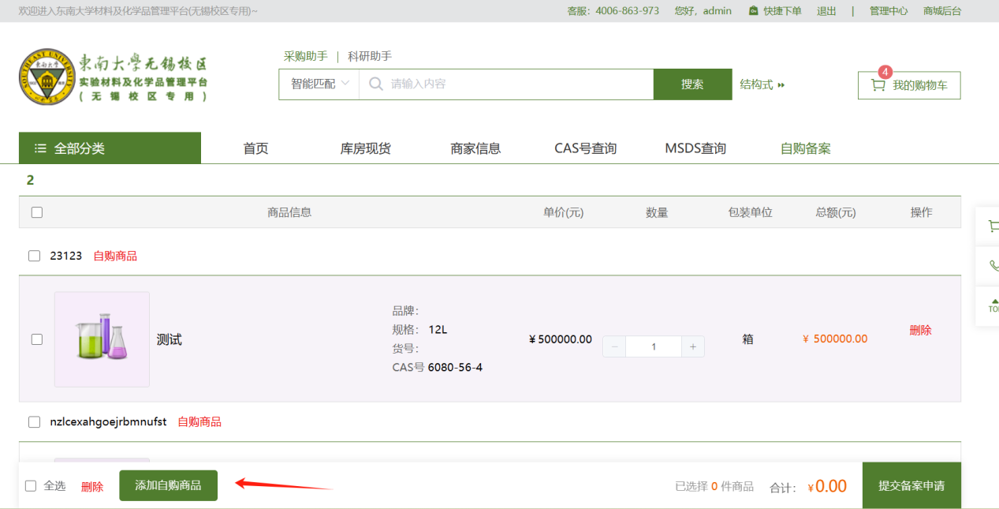 欢迎进入东南大学材料及化学品管理平台(无锡校区专用)~
客服：4006-863-973 您好，admin 快捷下单 退出 | 管理中心 商城后台
東南大學无锡校区
实验材料及化学品管理平台
(无锡校区专用)
采购助手 | 科研助手
智能匹配 请输入内容 搜索 结构式
4
我的购物车
全部分类 首页 库房现货 商家信息 CAS号查询 MSDS查询 自购备案
2
商品信息 单价(元) 数量 包装单位 总额(元) 操作
23123 自购商品
测试
品牌：
规格： 12L
货号：
CAS号 6080-56-4
¥ 500000.00 − 1 + 箱 ¥ 500000.00 删除
nzlcexahgoejrbmnufst 自购商品
全选 删除 添加自购商品 已选择 0 件商品 合计： ¥0.00 提交备案申请